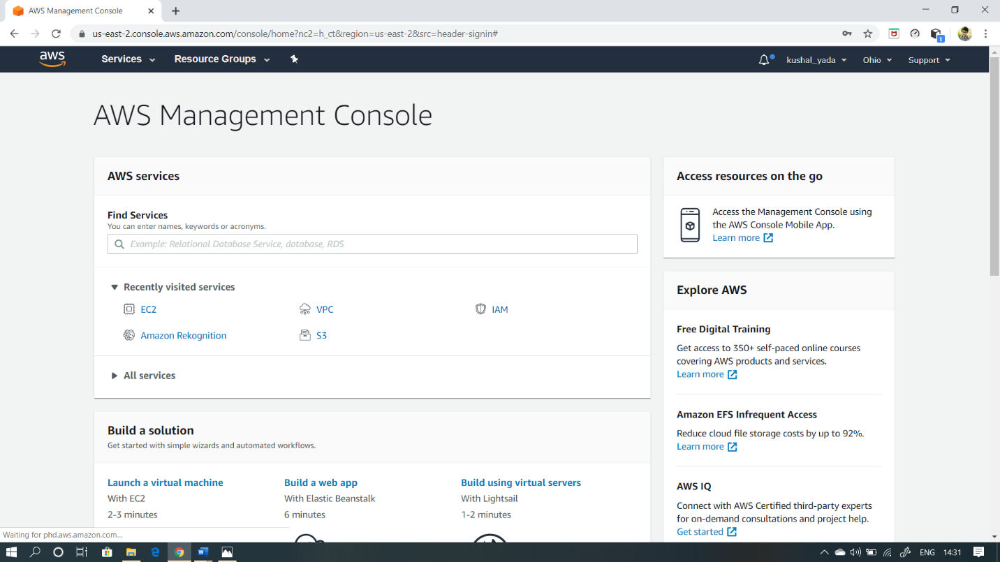 AWS Management Console
us-east-2.console.aws.amazon.com/console/home?nc2=h_ct&region=us-east-2&src=header-signin#
1
aws
Services
Resource Groups
kushal_yada
Ohio
Support
AWS Management Console
AWS services
Find Services
You can enter names, keywords or acronyms.
Example: Relational Database Service, database, RDS
Recently visited services
EC2
VPC
IAM
Amazon Rekognition
S3
All services
Build a solution
Get started with simple wizards and automated workflows.
Launch a virtual machine
With EC2
2-3 minutes
Build a web app
With Elastic Beanstalk
6 minutes
Build using virtual servers
With Lightsail
1-2 minutes
Access resources on the go
Access the Management Console using
the AWS Console Mobile App.
Learn more
Explore AWS
Free Digital Training
Get access to 350+ self-paced online courses
covering AWS products and services.
Learn more
Amazon EFS Infrequent Access
Reduce cloud file storage costs by up to 92%.
Learn more
AWS IQ
Connect with AWS Certified third-party experts
for on-demand consultations and project help.
Get started
Waiting for phd.aws.amazon.com...
ENG
14:31